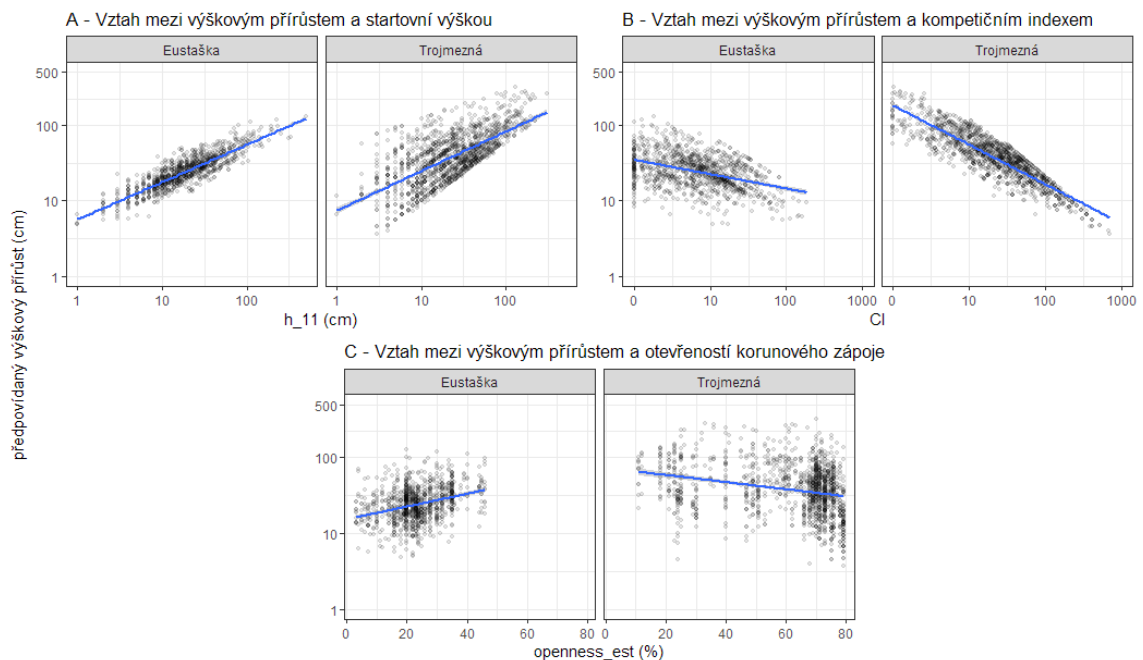 A - Vztah mezi výškovým přírůstem a startovní výškou
B - Vztah mezi výškovým přírůstem a kompetičním indexem
Eustaška
Trojmezná
Eustaška
Trojmezná
500
100
10
1
500
100
10
1
1
10
100
1
10
100
0
10
100
1000
0
10
100
1000
h_11 (cm)
CI
předpovídaný výškový přírůst (cm)
C - Vztah mezi výškovým přírůstem a otevřeností korunového zápoje
Eustaška
Trojmezná
500
100
10
1
0
20
40
60
80
0
20
40
60
80
openness_est (%)